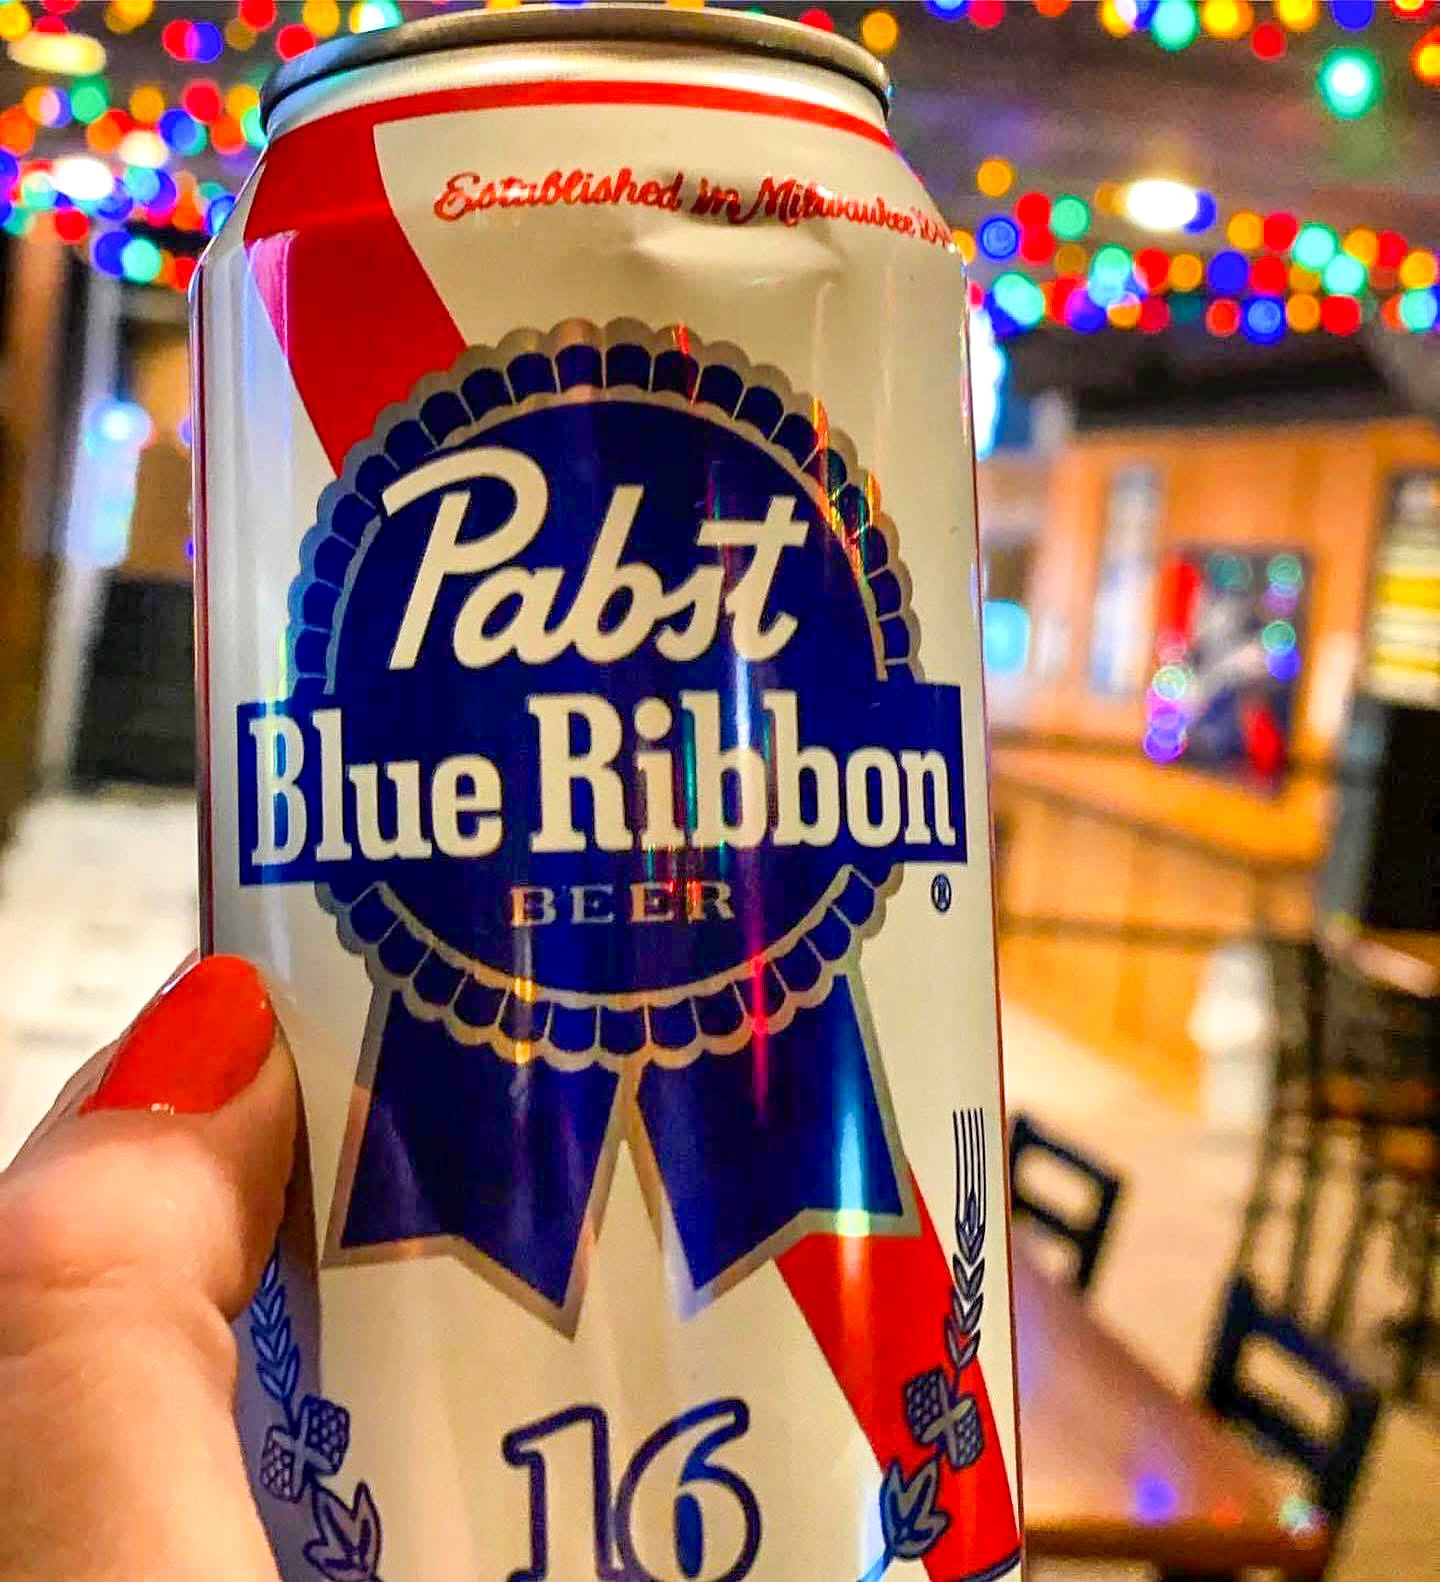 Established in Milwaukee
Pabst
Blue Ribbon
®
BEER
16